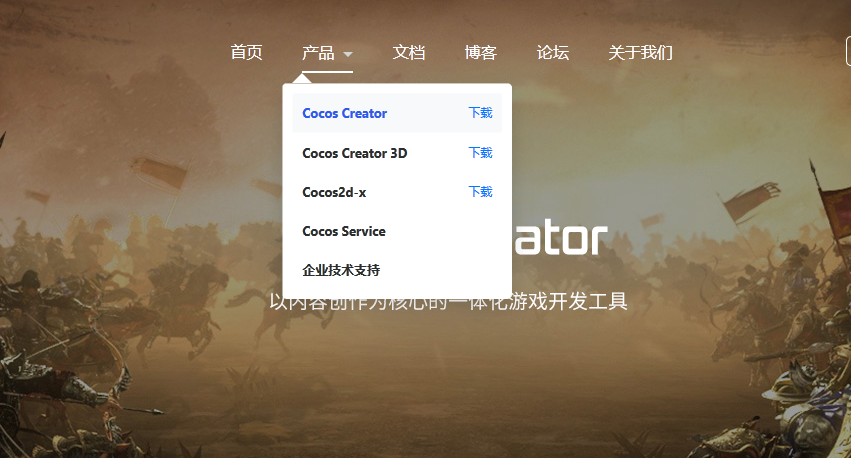 首页 产品 文档 博客 论坛 关于我们
Cocos Creator 下载
Cocos Creator 3D 下载
Cocos2d-x 下载
Cocos Service
ator
企业技术支持
以内容创作为核心的一体化游戏开发工具